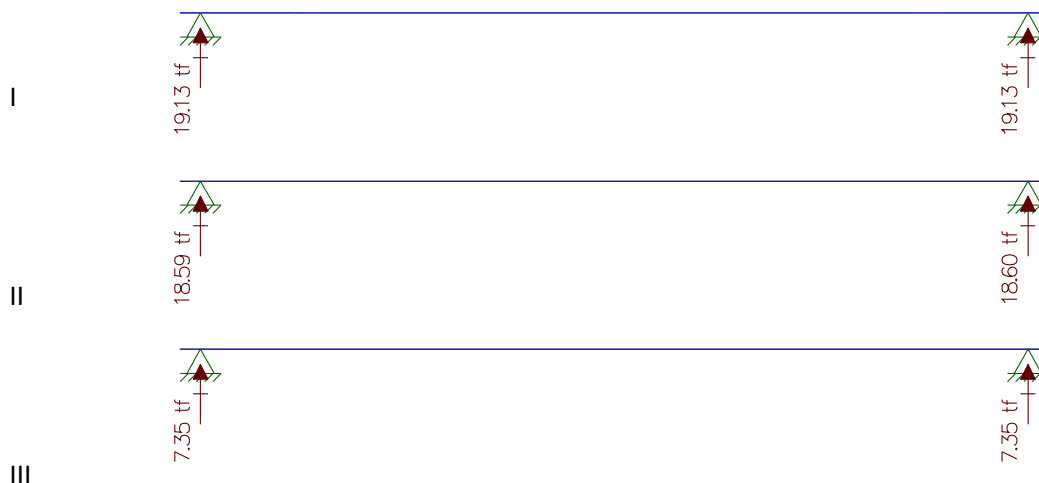 19.13 tf 19.13 tf
I
18.59 tf 18.60 tf
II
7.35 tf 7.35 tf
III